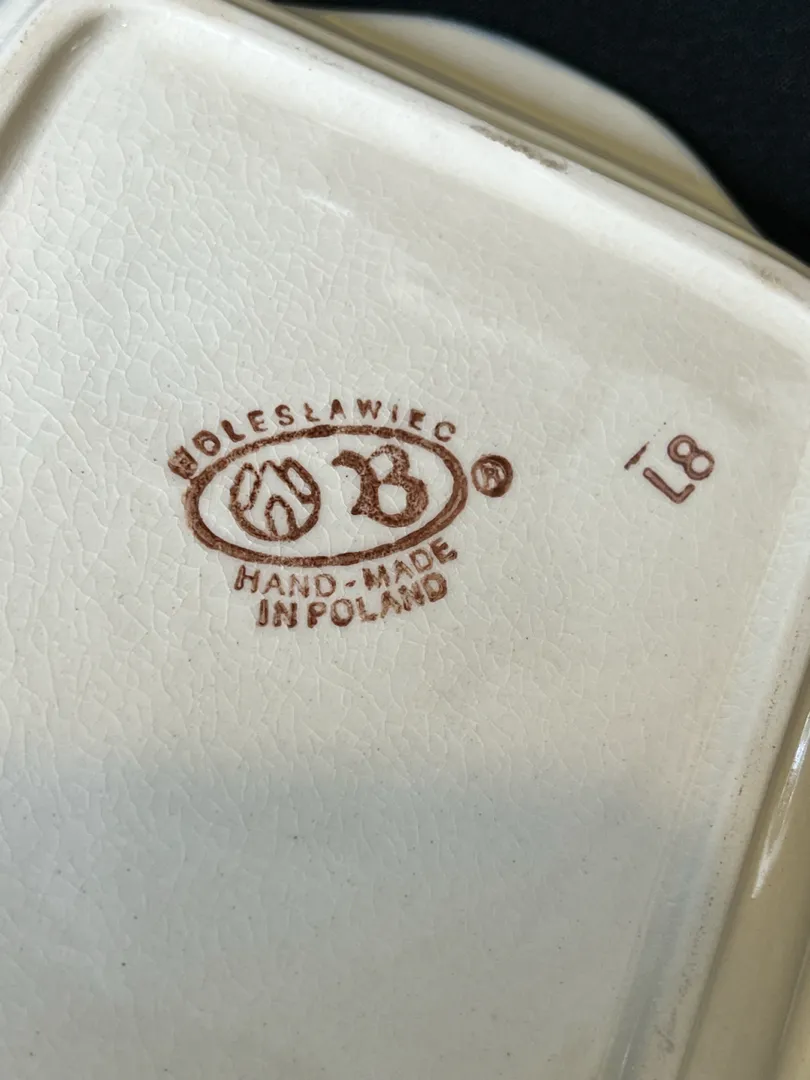 BOLESŁAWIEC
B ®
HAND-MADE
IN POLAND
L8